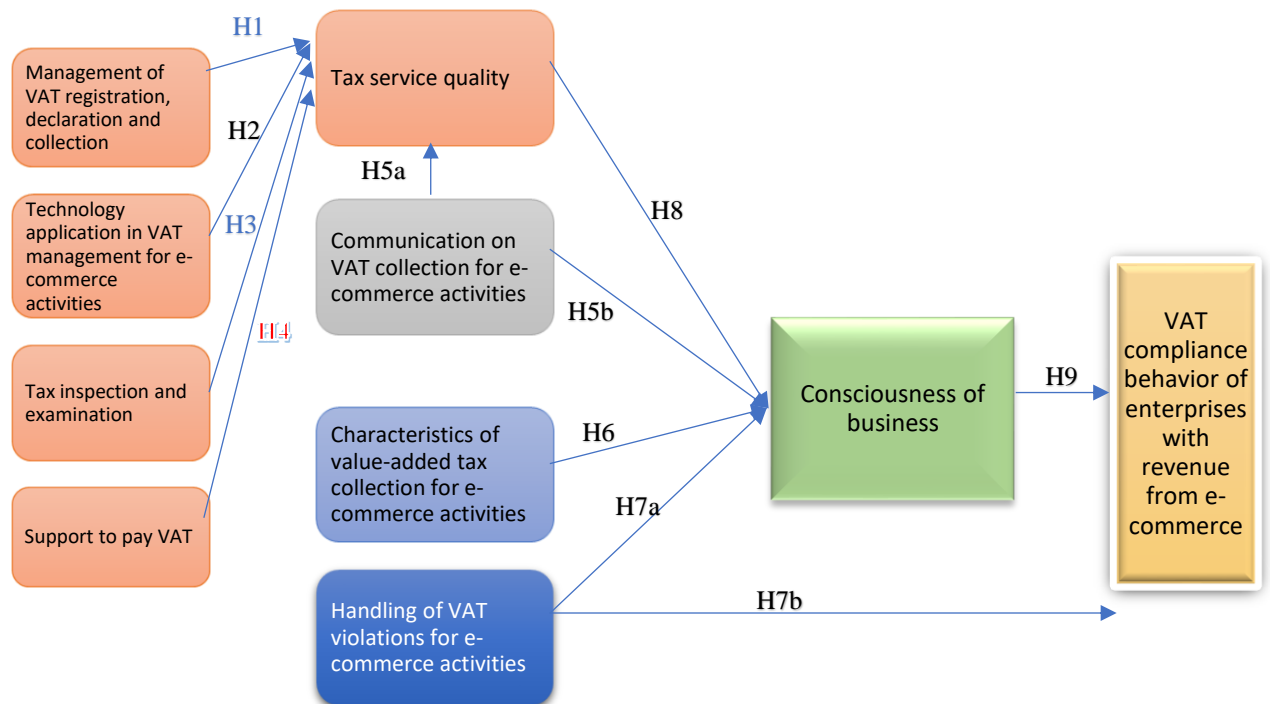 H1
Management of
VAT registration,
declaration and
collection
Tax service quality
H2
H5a
Technology
application in VAT
management for e-
commerce
activities
H3
H8
Communication on
VAT collection for e-
commerce activities
H5b
H4
VAT
compliance
behavior of
enterprises
with
revenue
from e-
commerce
Tax inspection and
examination
Consciousness of
business
H9
Characteristics of
value-added tax
collection for e-
commerce activities
H6
H7a
Support to pay VAT
Handling of VAT
violations for e-
commerce activities
H7b